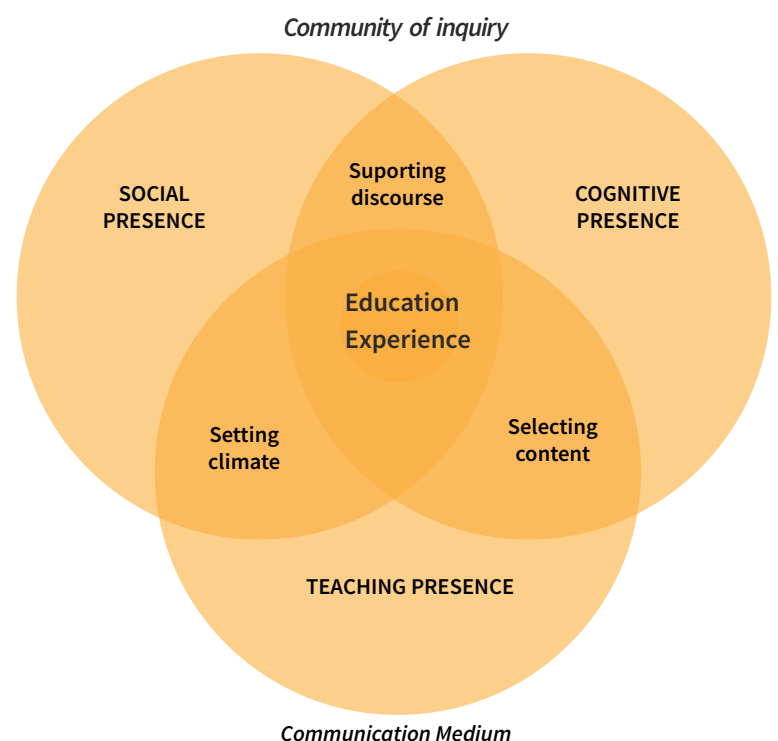 Community of inquiry
Suporting
discourse
SOCIAL
PRESENCE
COGNITIVE
PRESENCE
Education
Experience
Setting
climate
Selecting
content
TEACHING PRESENCE
Communication Medium